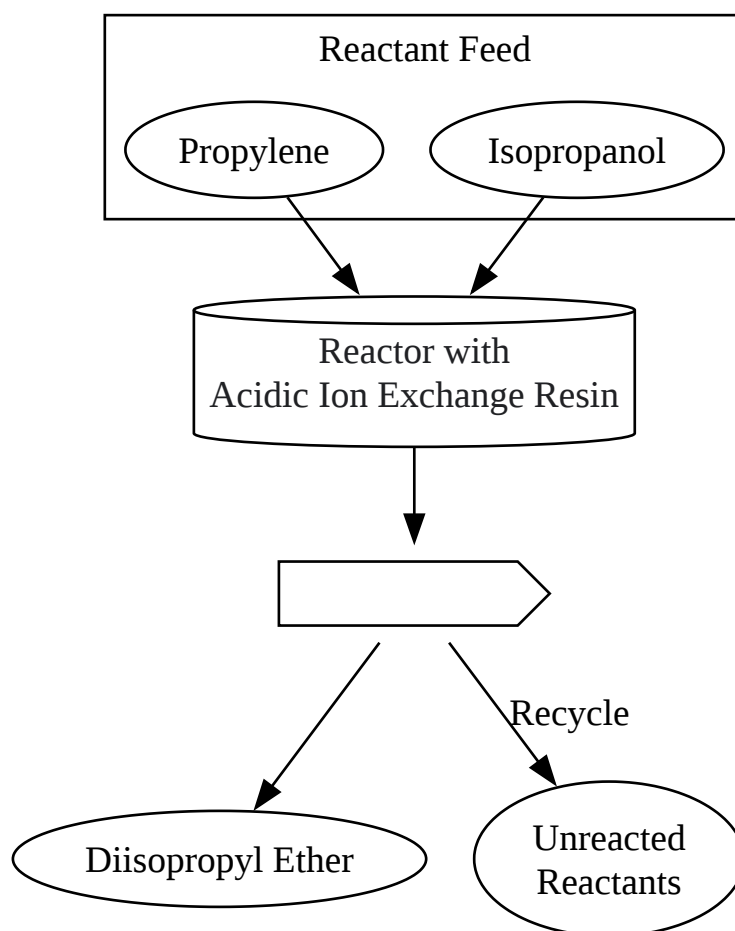 Reactant Feed
Propylene
Isopropanol
Reactor with
Acidic Ion Exchange Resin
Recycle
Diisopropyl Ether
Unreacted
Reactants